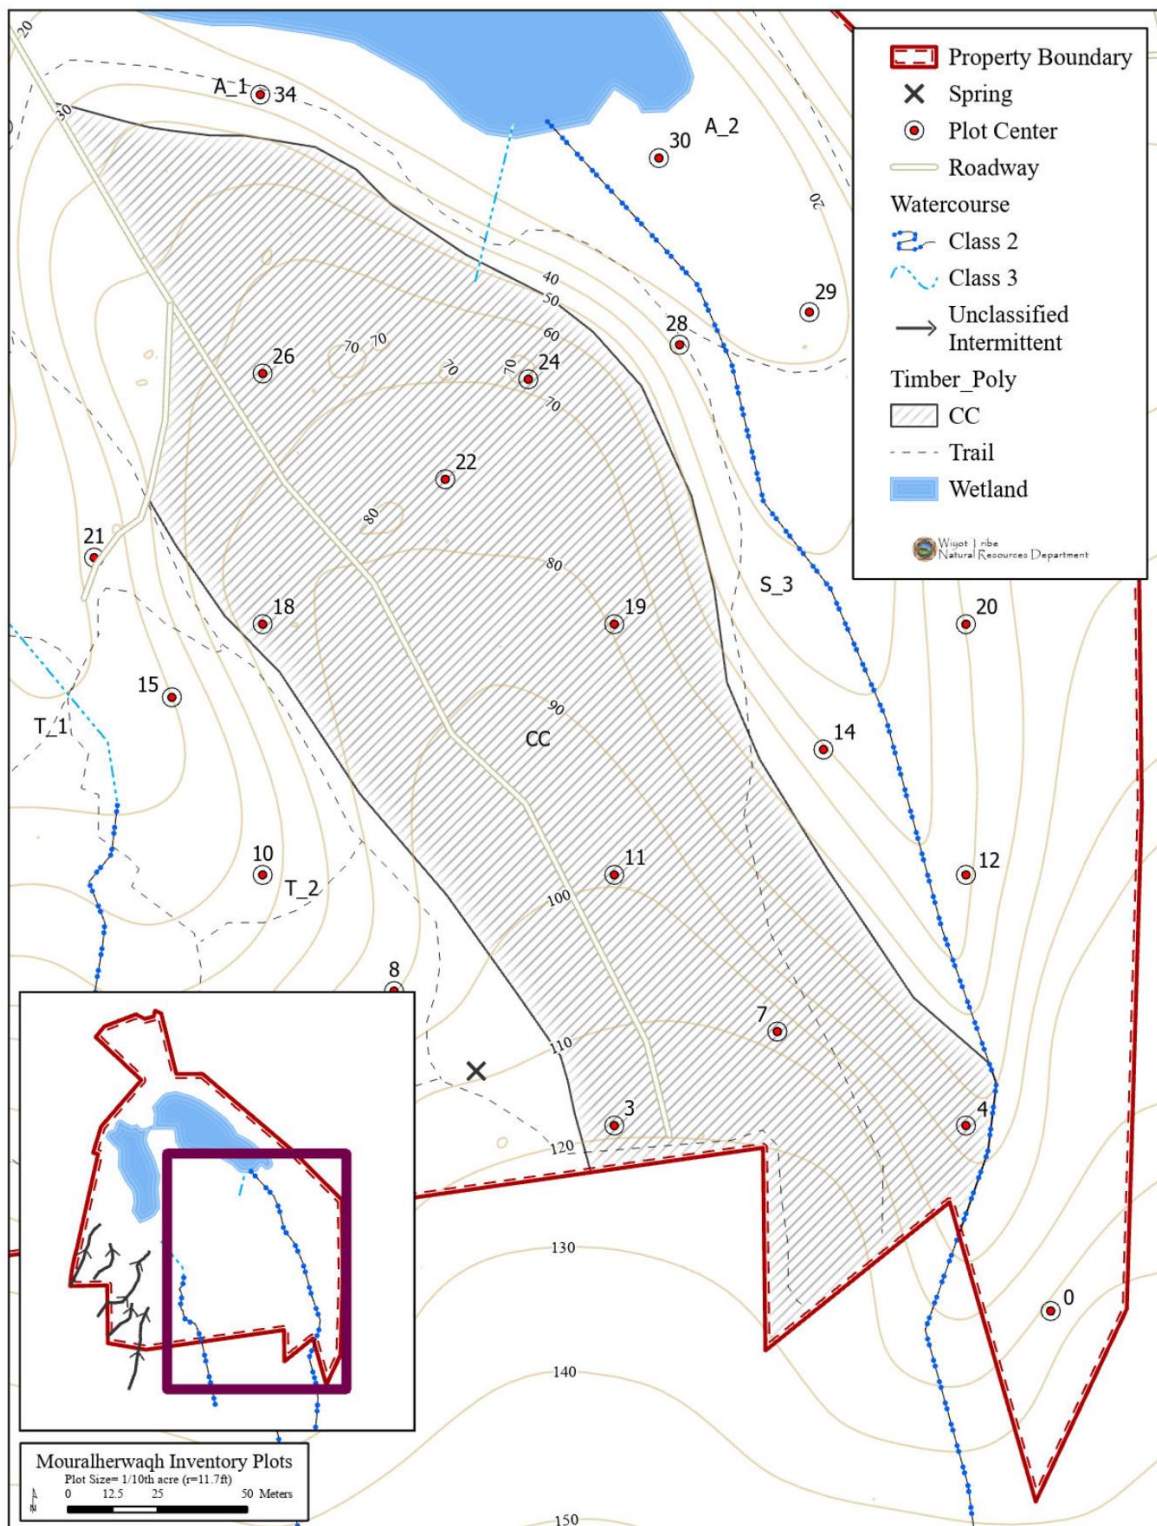 20
30
A_1
34
30
A_2
20
29
28
40
50
60
70
70
70
70
70
26
24
22
80
80
21
18
19
S_3
20
15
T_1
90
CC
14
10
T_2
11
12
100
8
7
110
3
4
120
130
0
140
150
Property Boundary
Spring
Plot Center
Roadway
Watercourse
Class 2
Class 3
Unclassified
Intermittent
Timber_Poly
CC
Trail
Wetland
Wiyot Tribe
Natural Resources Department
Mouralherwaqh Inventory Plots
Plot Size= 1/10th acre (r=11.7ft)
N
0 12.5 25 50 Meters